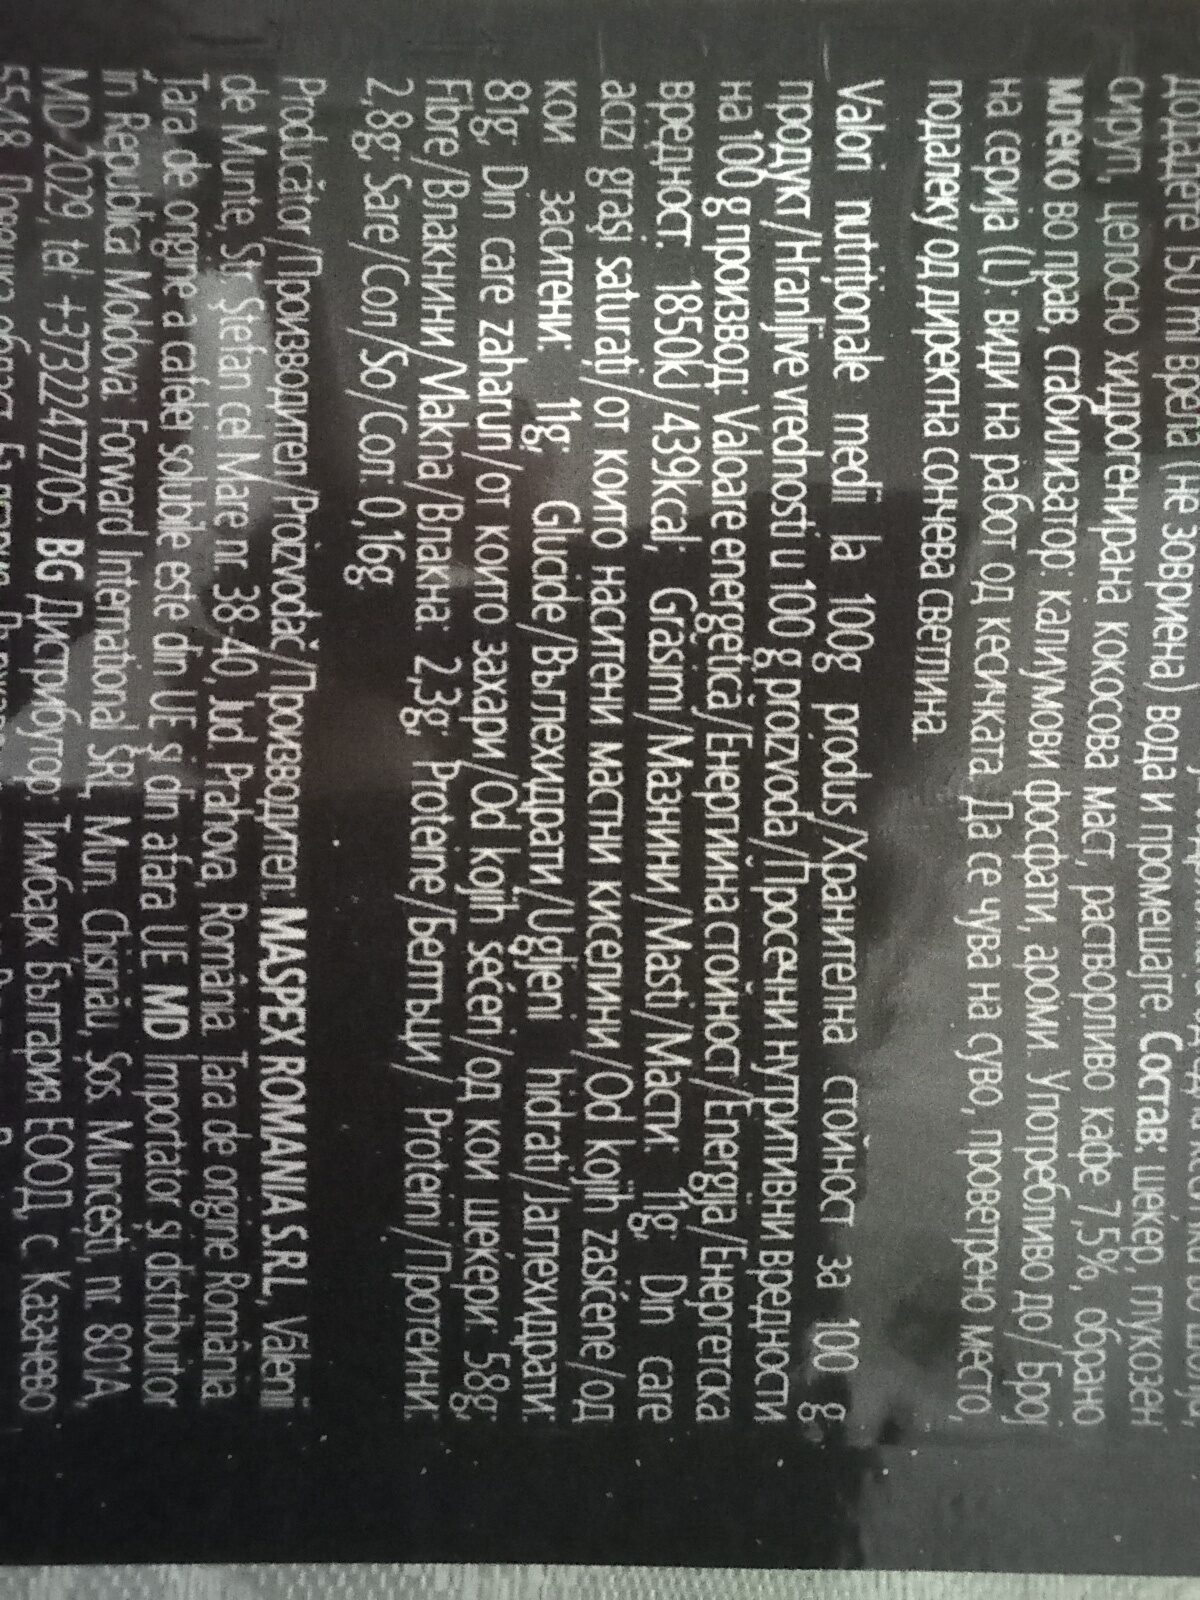 додадете 150 ml врела (не зовриена) вода и промешајте. Состав: шеќер, глукозен
сируп, целосно хидрогенирана кокосова маст, растворливо кафе 7,5%, обрано
млеко во прав, стабилизатор: калиумови фосфати, ароми. Употребливо до / Број
на серија (L): види на работ од кесичката. Да се чува на суво, проветрено место,
подалеку од директна сончева светлина.
Valori nutriționale medii la 100g produs/Хранителна стойност за 100 g
продукт/Hranljive vrednosti u 100 g proizvoda/Просечни нутритивни вредности
на 100 g производ: Valoare energetică/Енергийна стойност/Energija/Енергетска
вредност: 1850kJ/439kcal; Grăsimi/Мазнини/Masti/Масти: 11g; Din care
acizi grași saturați/от които наситени мастни киселини/Od kojih zasićene/од
кои заситени: 11g; Glucide/Въглехидрати/Ugljeni hidrati/Јаглехидрати:
81g; Din care zaharuri/от които захари/Od kojih šećeri/од кои шеќери: 58g;
Fibre/Влакнини/Makna/Влакна: 2,3g; Proteine/Белтъци/ Proteini/Протеини:
2,8g; Sare/Сол/So/Сол: 0,16g.
Producător/Производител/Proizvođač/Производител: MASPEX ROMANIA S.R.L, Vălenii
de Munte, Str. Ștefan cel Mare nr. 38-40, Jud. Prahova, România. Țara de origine România
Țara de origine a cafelei solubile este din UE și din afara UE. MD Importator și distribuitor
în Republica Moldova: Forward International SRL, Mun. Chișinău, Șos. Muncești, nr. 801A,
MD-2029, tel. +37322472705. BG Дистрибутор: Тимбарк България ЕООД, с. Казачево
5518,